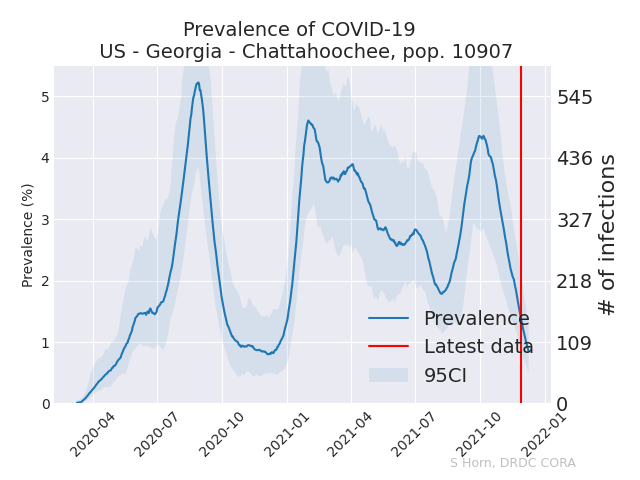 Prevalence of COVID-19
US - Georgia - Chattahoochee, pop. 10907
Prevalence (%)
5
4
3
2
1
0
545
436
327
218
109
0
# of infections
Prevalence
Latest data
95CI
2020-04
2020-07
2020-10
2021-01
2021-04
2021-07
2021-10
2022-01
S Horn, DRDC CORA